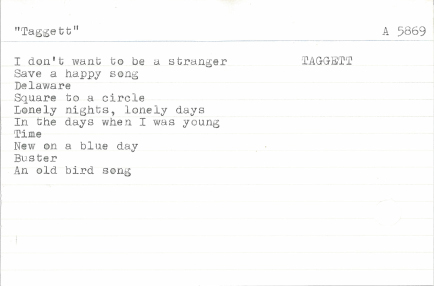 "Taggett" A 5869
I don't want to be a stranger TAGGETT
Save a happy song
Delaware
Square to a circle
Lonely nights, lonely days
In the days when I was young
Time
New on a blue day
Buster
An old bird song